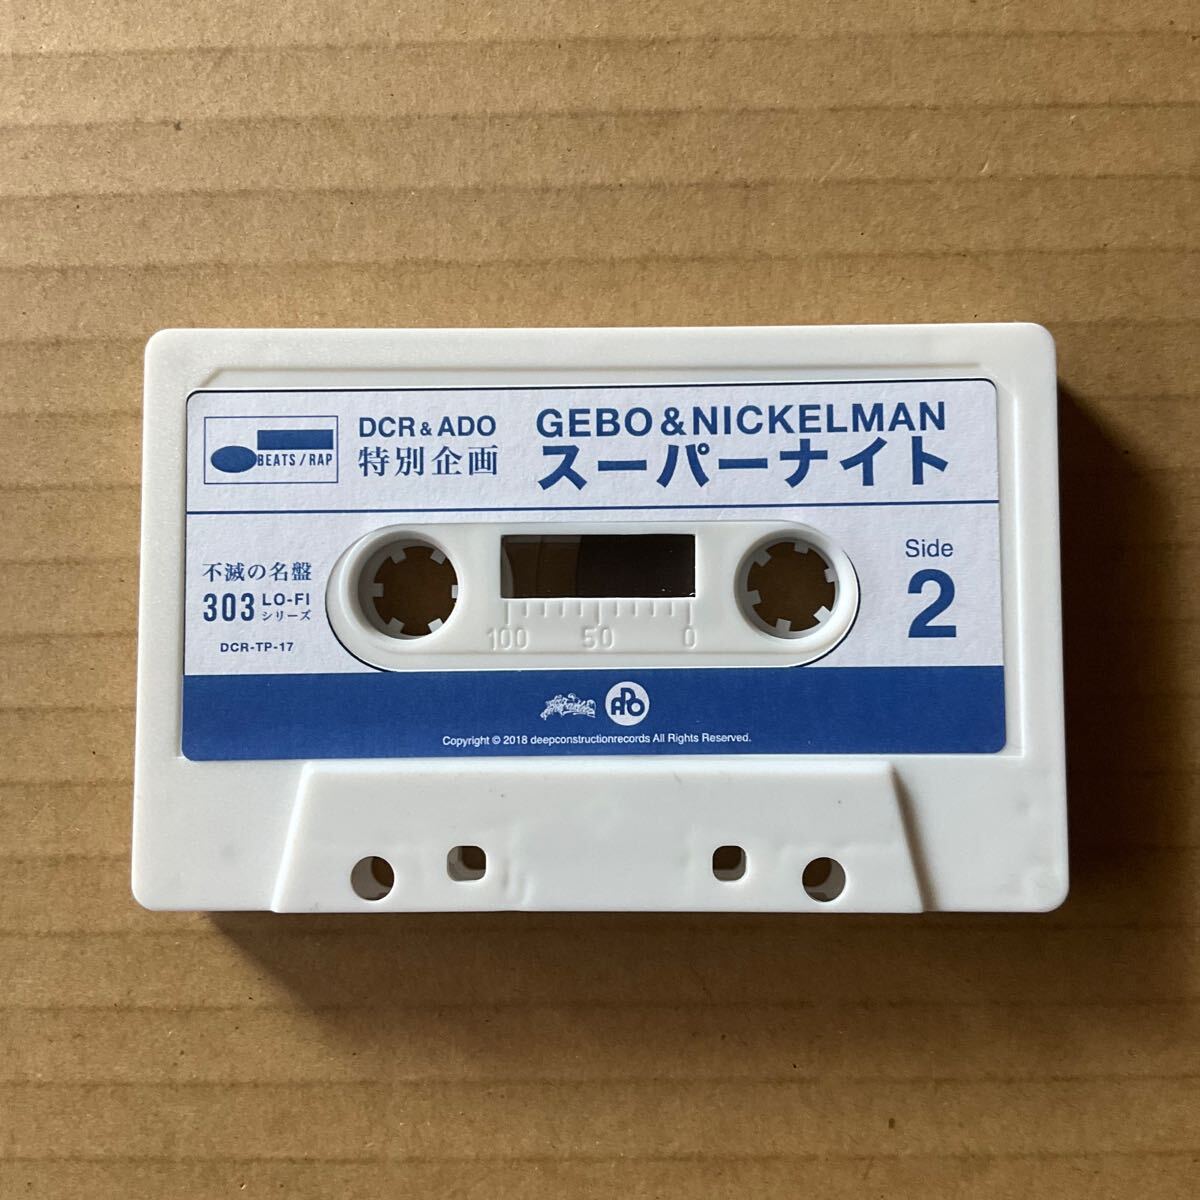 BEATS/RAP
DCR & ADO
特別企画
GEBO & NICKELMAN
スーパーナイト
不滅の名盤
303 LO-FI
シリーズ
DCR-TP-17
Side
2
100 50 0
ADO
Copyright © 2018 deepconstructionrecords All Rights Reserved.